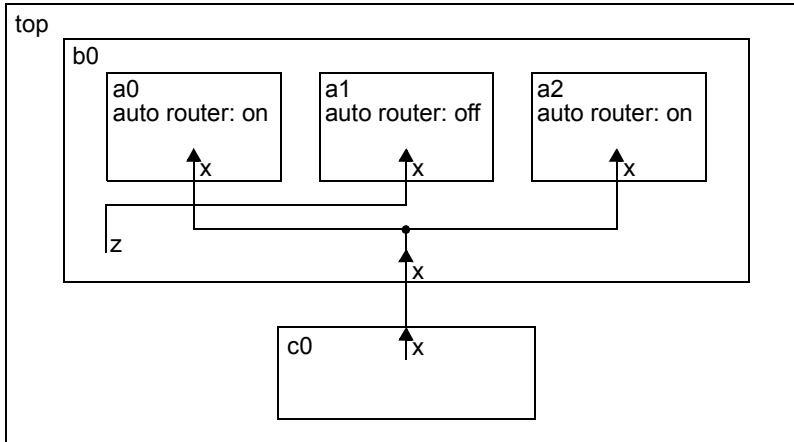 top
b0
a0
auto router: on
x
a1
auto router: off
x
a2
auto router: on
x
z
x
c0
x